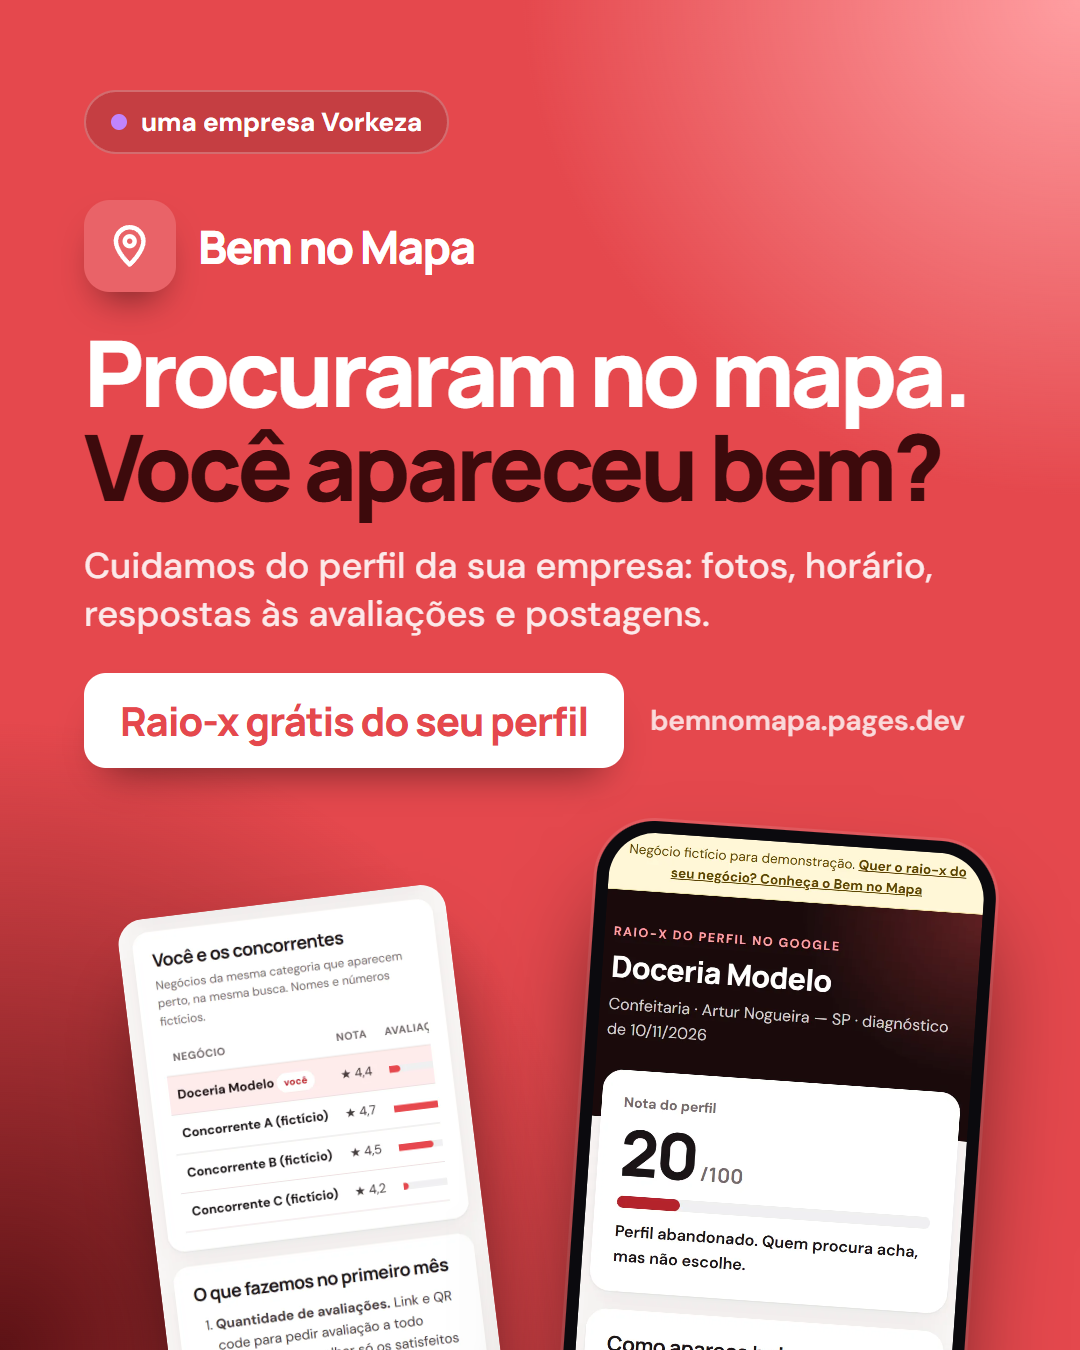 uma empresa Vorkeza
Bem no Mapa
Procuraram no mapa.
Você apareceu bem?
Cuidamos do perfil da sua empresa: fotos, horário,
respostas às avaliações e postagens.
Raio-x grátis do seu perfil
bemnomapa.pages.dev
Você e os concorrentes
Negócios da mesma categoria que aparecem
perto, na mesma busca. Nomes e números
fictícios.
NEGÓCIO NOTA AVALIAÇ
Doceria Modelo você ★ 4,4
Concorrente A (fictício) ★ 4,7
Concorrente B (fictício) ★ 4,5
Concorrente C (fictício) ★ 4,2
O que fazemos no primeiro mês
1. Quantidade de avaliações. Link e QR
code para pedir avaliação a todo
só os satisfeitos
Negócio fictício para demonstração. Quer o raio-x do
seu negócio? Conheça o Bem no Mapa
RAIO-X DO PERFIL NO GOOGLE
Doceria Modelo
Confeitaria · Artur Nogueira — SP · diagnóstico
de 10/11/2026
Nota do perfil
20 /100
Perfil abandonado. Quem procura acha,
mas não escolhe.
Como aparece